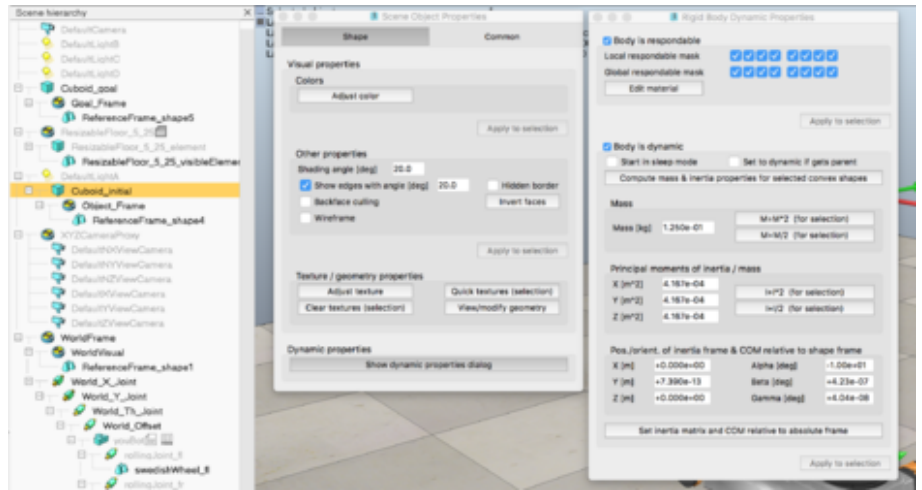 Scene hierarchy
DefaultCamera
DefaultLightB
DefaultLightC
DefaultLightD
Cuboid_goal
Goal_Frame
ReferenceFrame_shape5
ResizableFloor_5_25
ResizableFloor_5_25_element
ResizableFloor_5_25_visibleElemer
DefaultLightA
Cuboid_initial
Object_Frame
ReferenceFrame_shape4
XYZCameraProxy
DefaultNXViewCamera
DefaultNYViewCamera
DefaultNZViewCamera
DefaultXViewCamera
DefaultYViewCamera
DefaultZViewCamera
WorldFrame
WorldVisual
ReferenceFrame_shape1
World_X_Joint
World_Y_Joint
World_Th_Joint
World_Offset
youBot
rollingJoint_fl
swedishWheel_fl
rollingJoint_fr
Scene Object Properties
Shape Common
Visual properties
Colors
Adjust color
Apply to selection
Other properties
Shading angle [deg] 20.0
Show edges with angle [deg] 20.0 Hidden border
Backface culling Invert faces
Wireframe
Apply to selection
Texture / geometry properties
Adjust texture Quick textures (selection)
Clear textures (selection) View/modify geometry
Dynamic properties
Show dynamic properties dialog
Rigid Body Dynamic Properties
Body is respondable
Local respondable mask
Global respondable mask
Edit material
Apply to selection
Body is dynamic
Start in sleep mode Set to dynamic if gets parent
Compute mass & inertia properties for selected convex shapes
Mass
Mass [kg] 1.250e-01 M=M*2 (for selection)
M=M/2 (for selection)
Principal moments of inertia / mass
X [m^2] 4.167e-04 I=I*2 (for selection)
Y [m^2] 4.167e-04 I=I/2 (for selection)
Z [m^2] 4.167e-04
Pos./orient. of inertia frame & COM relative to shape frame
X [m] +0.000e+00 Alpha [deg] -1.00e+01
Y [m] +7.390e-13 Beta [deg] +4.23e-07
Z [m] +0.000e+00 Gamma [deg] +4.04e-08
Set inertia matrix and COM relative to absolute frame
Apply to selection